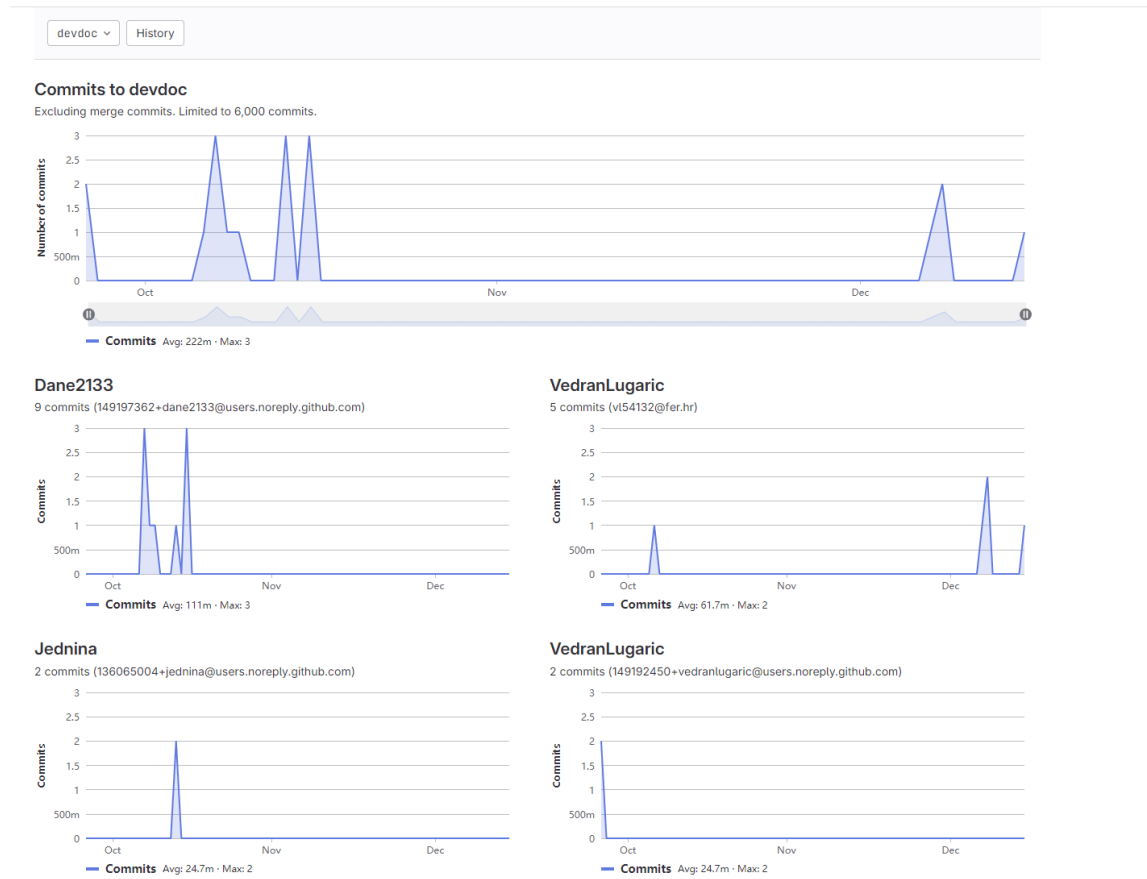 devdoc
History
Commits to devdoc
Excluding merge commits. Limited to 6,000 commits.
Number of commits
3
2.5
2
1.5
1
500m
0
Oct
Nov
Dec
Commits Avg: 222m · Max: 3
Dane2133
9 commits (149197362+dane2133@users.noreply.github.com)
Commits
3
2.5
2
1.5
1
500m
0
Oct
Nov
Dec
Commits Avg: 111m · Max: 3
VedranLugaric
5 commits (vl54132@fer.hr)
Commits
3
2.5
2
1.5
1
500m
0
Oct
Nov
Dec
Commits Avg: 61.7m · Max: 2
Jednina
2 commits (136065004+jednina@users.noreply.github.com)
Commits
3
2.5
2
1.5
1
500m
0
Oct
Nov
Dec
Commits Avg: 24.7m · Max: 2
VedranLugaric
2 commits (149192450+vedranlugaric@users.noreply.github.com)
Commits
3
2.5
2
1.5
1
500m
0
Oct
Nov
Dec
Commits Avg: 24.7m · Max: 2